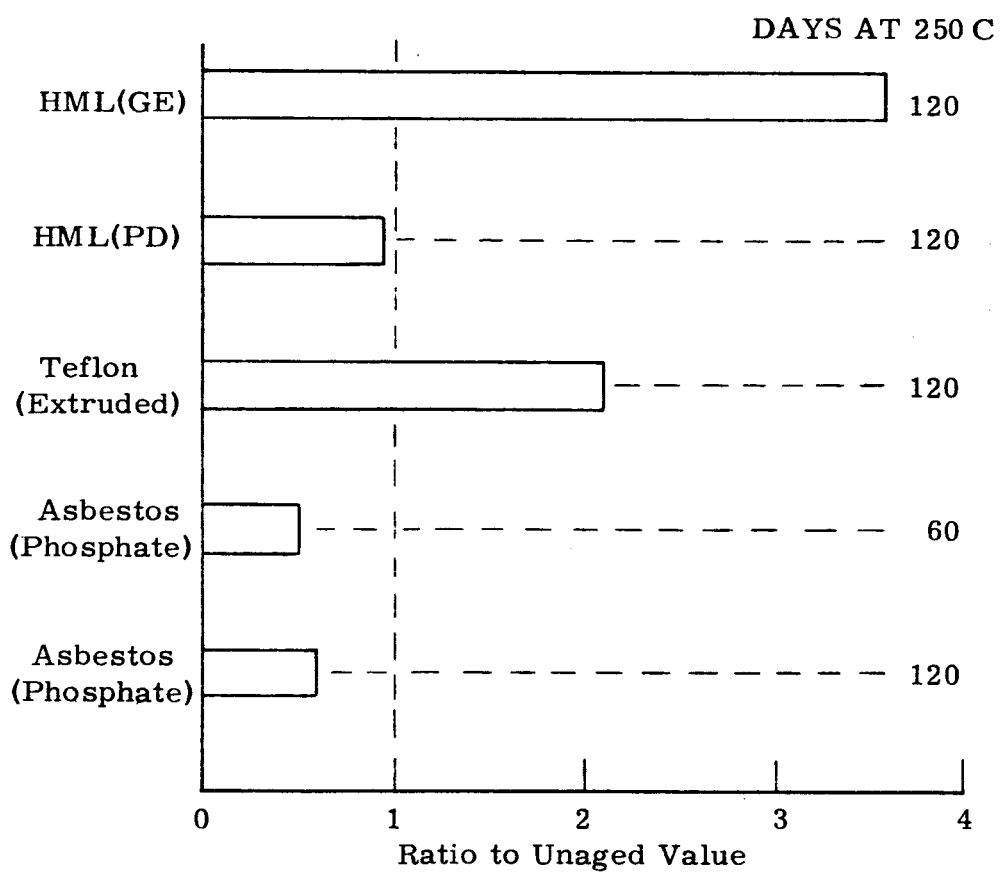 DAYS AT 250 C
HML(GE)
120
HML(PD)
120
Teflon
(Extruded)
120
Asbestos
(Phosphate)
60
Asbestos
(Phosphate)
120
0 1 2 3 4
Ratio to Unaged Value